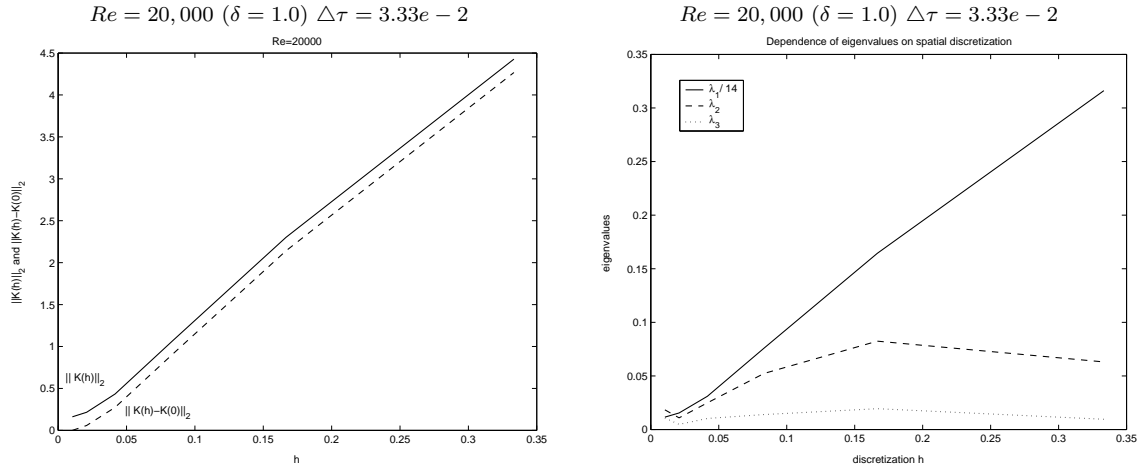 Re = 20,000 (δ = 1.0) △τ = 3.33e − 2
Re=20000
||K(h)||₂ and ||K(h)−K(0)||₂
4.5
4
3.5
3
2.5
2
1.5
1
0.5
0
|| K(h)||₂
|| K(h)−K(0)||₂
0 0.05 0.1 0.15 0.2 0.25 0.3 0.35
h
Re = 20,000 (δ = 1.0) △τ = 3.33e − 2
Dependence of eigenvalues on spatial discretization
eigenvalues
0.35
0.3
0.25
0.2
0.15
0.1
0.05
0
λ₁/ 14
λ₂
λ₃
0 0.05 0.1 0.15 0.2 0.25 0.3 0.35
discretization h